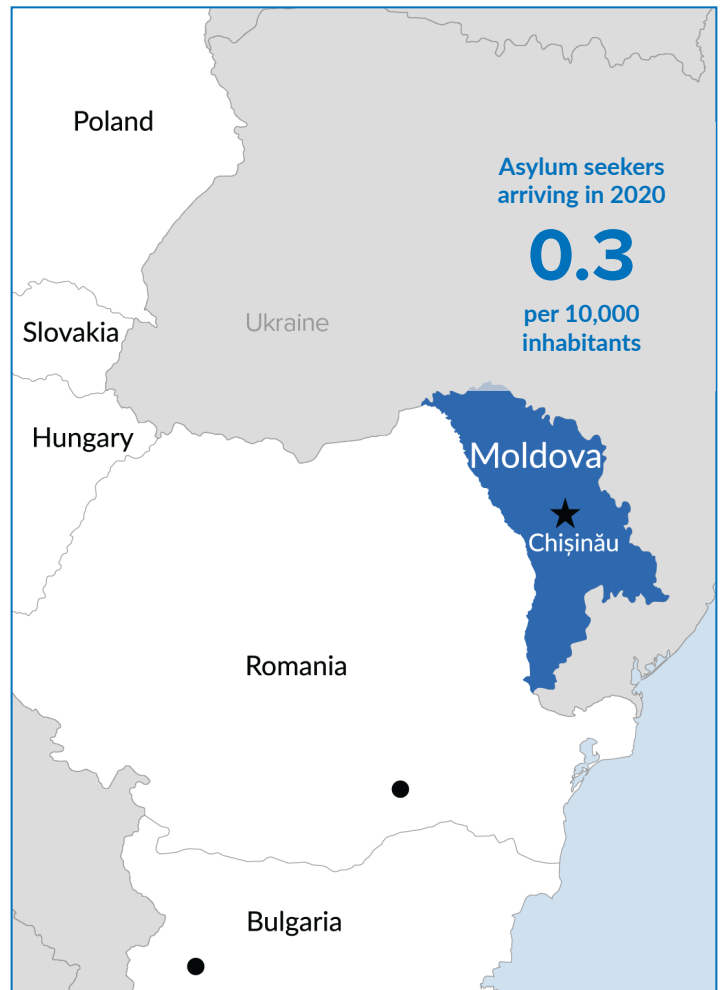 Poland
Asylum seekers
arriving in 2020
0.3
per 10,000
inhabitants
Ukraine
Slovakia
Hungary
Moldova
Chișinău
Romania
Bulgaria